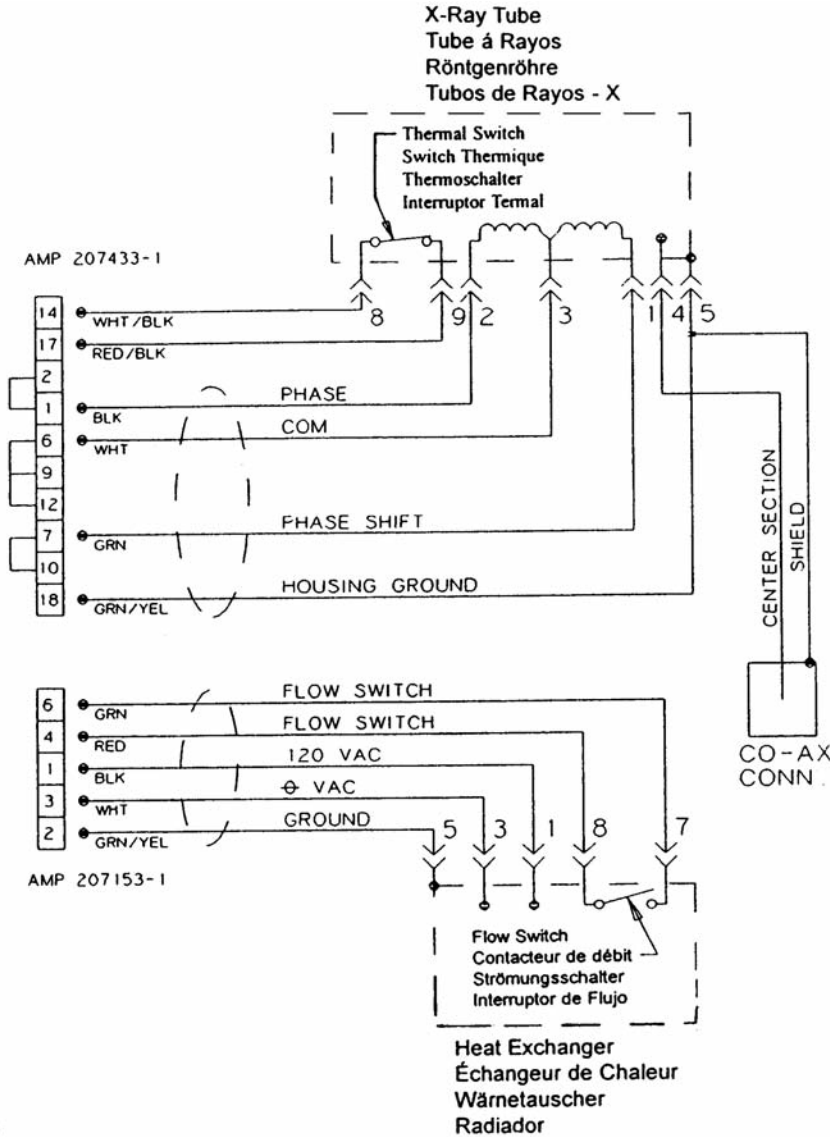 X-Ray Tube
Tube á Rayos
Röntgenröhre
Tubos de Rayos - X
Thermal Switch
Switch Thermique
Thermoschalter
Interruptor Termal
AMP 207433-1
14 WHT/BLK 8
17 RED/BLK 9 2 3 1 4 5
2
1 BLK PHASE
6 WHT COM
9
12
7 GRN PHASE SHIFT
10
18 GRN/YEL HOUSING GROUND
CENTER SECTION
SHIELD
6 GRN FLOW SWITCH
4 RED FLOW SWITCH
1 BLK 120 VAC
3 WHT 0 VAC
2 GRN/YEL GROUND
5 3 1 8 7
CO-AX
CONN.
AMP 207153-1
Flow Switch
Contacteur de débit
Strömungsschalter
Interruptor de Flujo
Heat Exchanger
Échangeur de Chaleur
Wärnetauscher
Radiador